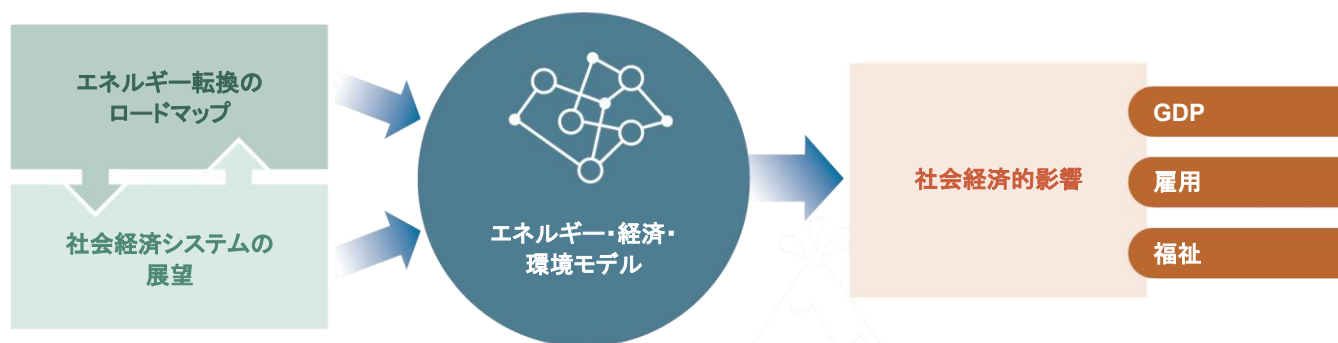 エネルギー転換の
ロードマップ
社会経済システムの
展望
エネルギー・経済・
環境モデル
社会経済的影響
GDP
雇用
福祉